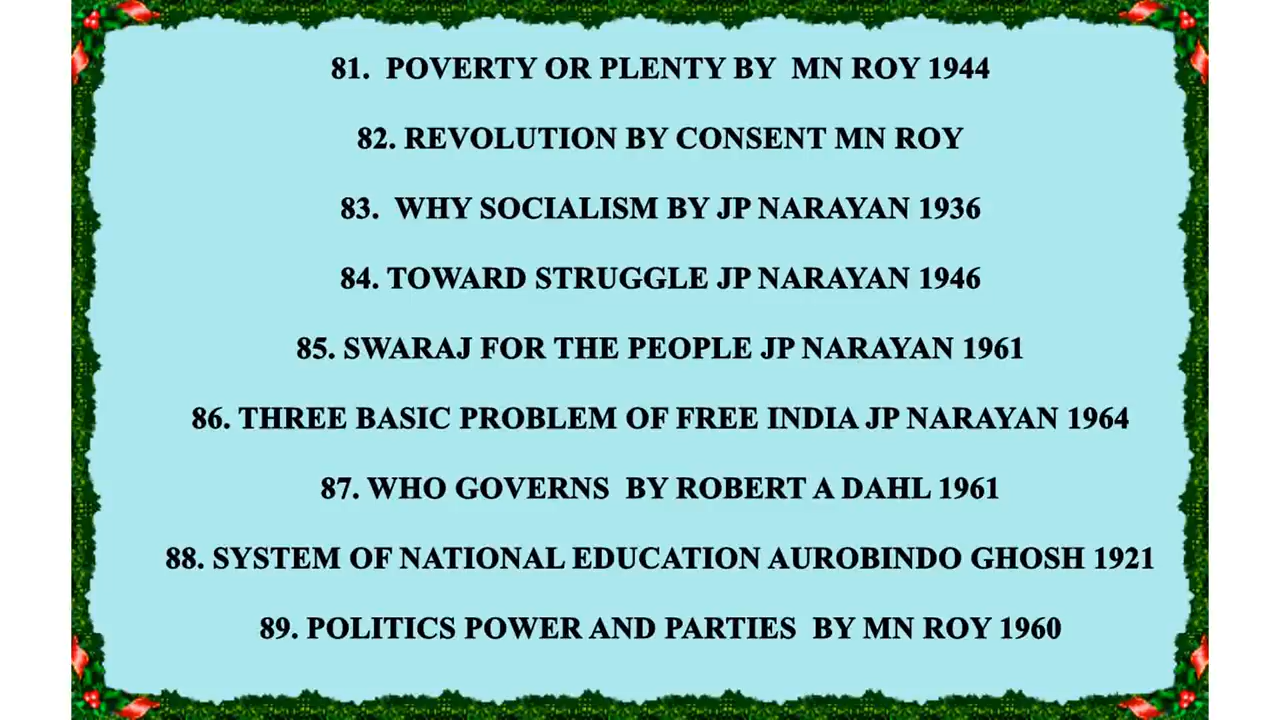 81. POVERTY OR PLENTY BY MN ROY 1944
82. REVOLUTION BY CONSENT MN ROY
83. WHY SOCIALISM BY JP NARAYAN 1936
84. TOWARD STRUGGLE JP NARAYAN 1946
85. SWARAJ FOR THE PEOPLE JP NARAYAN 1961
86. THREE BASIC PROBLEM OF FREE INDIA JP NARAYAN 1964
87. WHO GOVERNS BY ROBERT A DAHL 1961
88. SYSTEM OF NATIONAL EDUCATION AUROBINDO GHOSH 1921
89. POLITICS POWER AND PARTIES BY MN ROY 1960